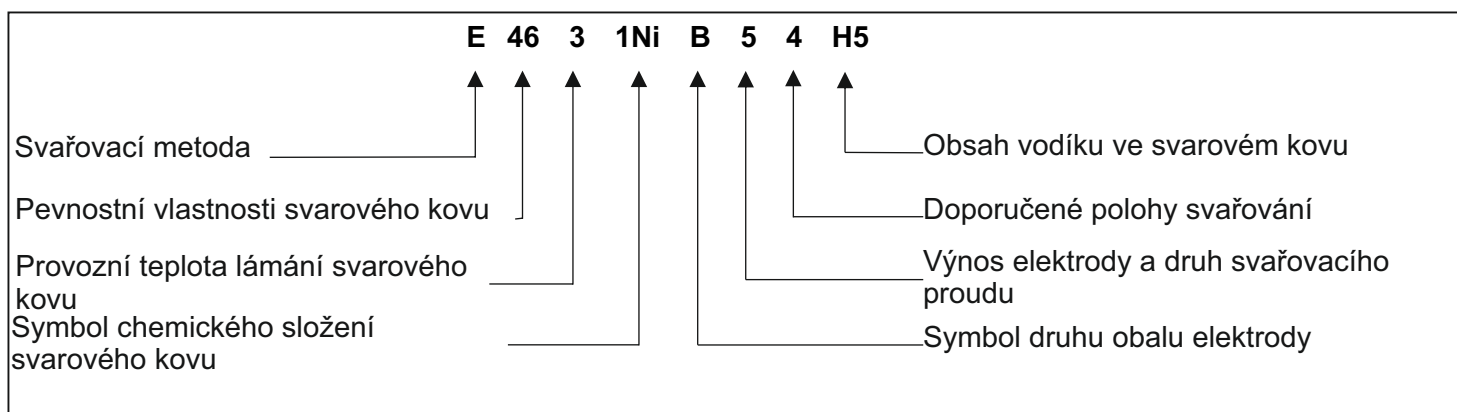 E 46 3 1Ni B 5 4 H5
Svařovací metoda
Pevnostní vlastnosti svarového kovu
Provozní teplota lámání svarového
kovu
Symbol chemického složení
svarového kovu
Obsah vodíku ve svarovém kovu
Doporučené polohy svařování
Výnos elektrody a druh svařovacího
proudu
Symbol druhu obalu elektrody